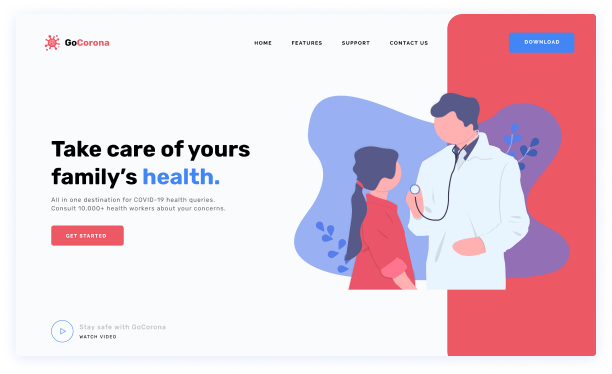 GoCorona
HOME FEATURES SUPPORT CONTACT US
DOWNLOAD
Take care of yours
family's health.
All in one destination for COVID-19 health queries.
Consult 10,000+ health workers about your concerns.
GET STARTED
Stay safe with GoCorona
WATCH VIDEO